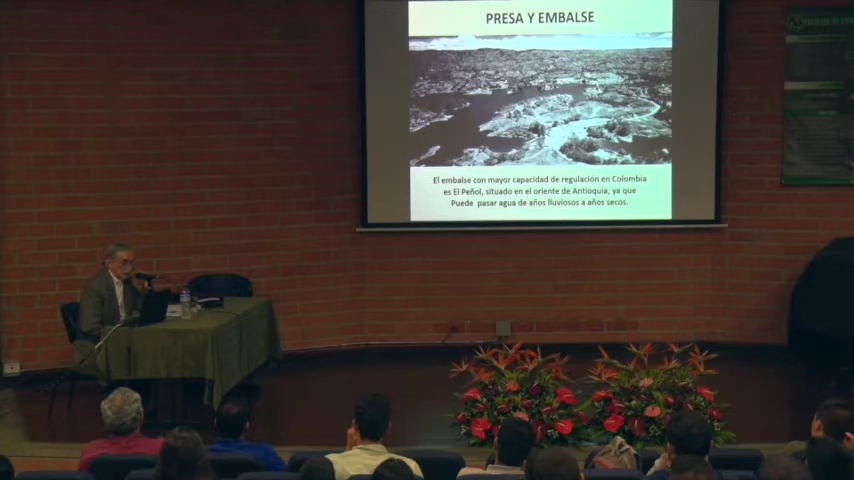 PRESA Y EMBALSE
El embalse con mayor capacidad de regulación en Colombia
es El Peñol, situado en el oriente de Antioquia, ya que
Puede pasar agua de años lluviosos a años secos.